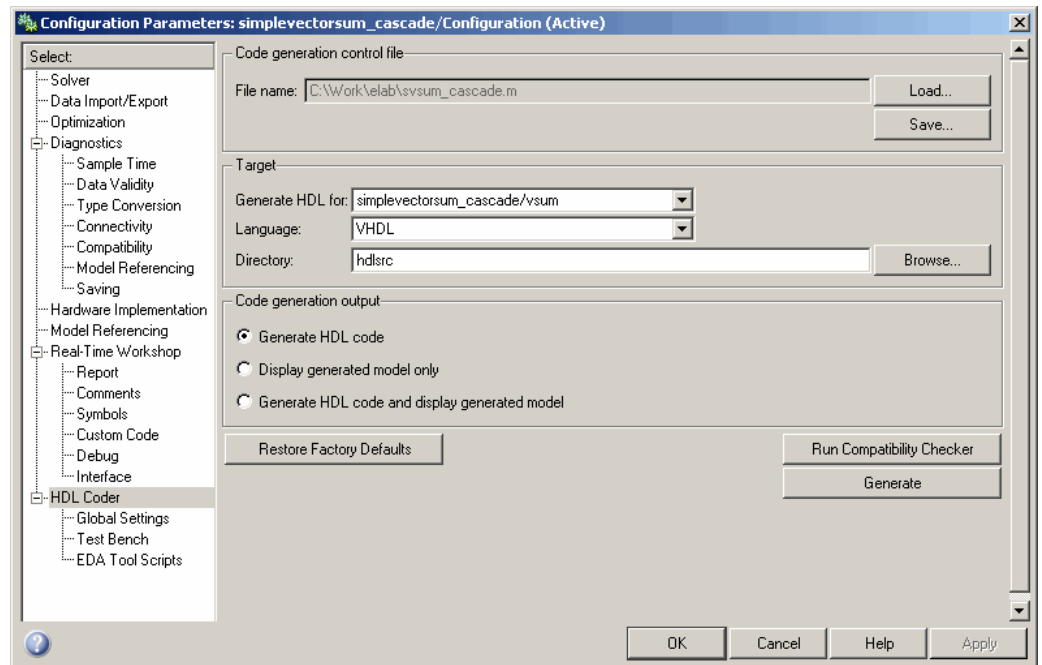 Configuration Parameters: simplevectorsum_cascade/Configuration (Active)
Select:
Solver
Data Import/Export
Optimization
Diagnostics
Sample Time
Data Validity
Type Conversion
Connectivity
Compatibility
Model Referencing
Saving
Hardware Implementation
Model Referencing
Real-Time Workshop
Report
Comments
Symbols
Custom Code
Debug
Interface
HDL Coder
Global Settings
Test Bench
EDA Tool Scripts
Code generation control file
File name: C:\Work\elab\svsum_cascade.m
Load...
Save...
Target
Generate HDL for: simplevectorsum_cascade/vsum
Language: VHDL
Directory: hdlsrc
Browse...
Code generation output
Generate HDL code
Display generated model only
Generate HDL code and display generated model
Restore Factory Defaults
Run Compatibility Checker
Generate
OK
Cancel
Help
Apply